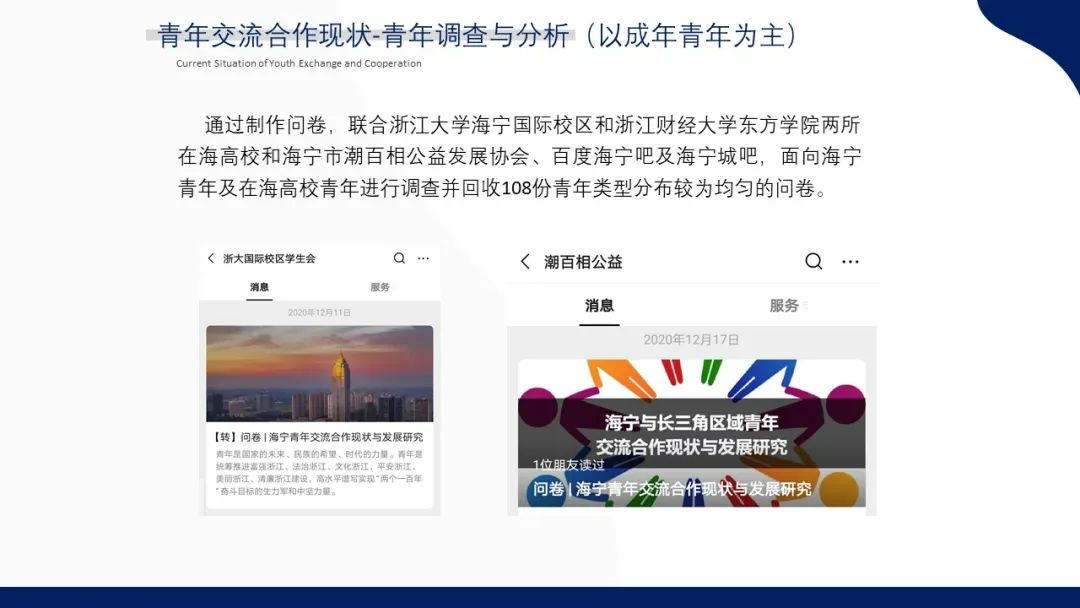 青年交流合作现状-青年调查与分析（以成年青年为主）
Current Situation of Youth Exchange and Cooperation
通过制作问卷，联合浙江大学海宁国际校区和浙江财经大学东方学院两所
在海高校和海宁市潮百相公益发展协会、百度海宁吧及海宁城吧，面向海宁
青年及在海高校青年进行调查并回收108份青年类型分布较为均匀的问卷。
浙大国际校区学生会
消息 服务
2020年12月11日
【转】问卷 | 海宁青年交流合作现状与发展研究
青年是国家的未来、民族的希望、时代的力量。青年是
统筹推进富强浙江、法治浙江、文化浙江、平安浙江、
美丽浙江、清廉浙江建设，高水平谱写实现“两个一百年
”奋斗目标的生力军和中坚力量。
潮百相公益
消息 服务
2020年12月17日
海宁与长三角区域青年
交流合作现状与发展研究
1位朋友读过
问卷 | 海宁青年交流合作现状与发展研究